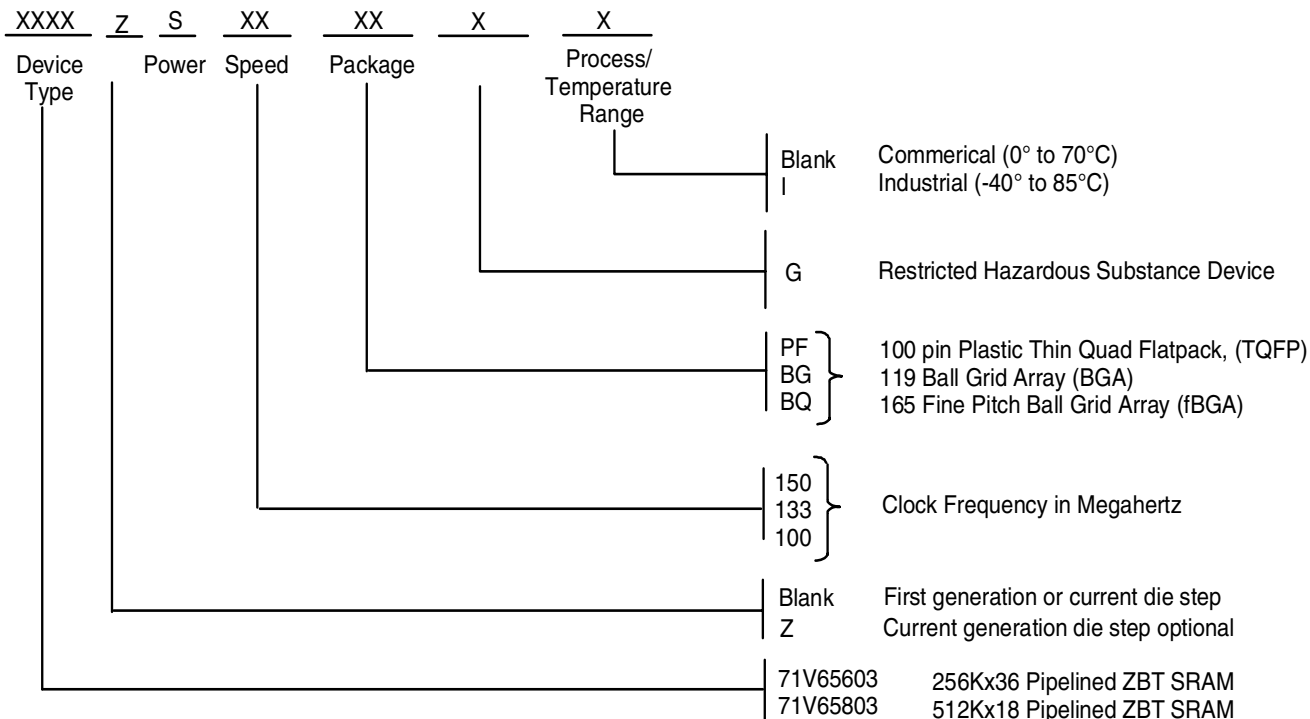 XXXX Z S XX XX X X
Device Type
Power
Speed
Package
Process/
Temperature
Range
Blank Commerical (0° to 70°C)
I Industrial (-40° to 85°C)
G Restricted Hazardous Substance Device
PF 100 pin Plastic Thin Quad Flatpack, (TQFP)
BG 119 Ball Grid Array (BGA)
BQ 165 Fine Pitch Ball Grid Array (fBGA)
150
133 Clock Frequency in Megahertz
100
Blank First generation or current die step
Z Current generation die step optional
71V65603 256Kx36 Pipelined ZBT SRAM
71V65803 512Kx18 Pipelined ZBT SRAM